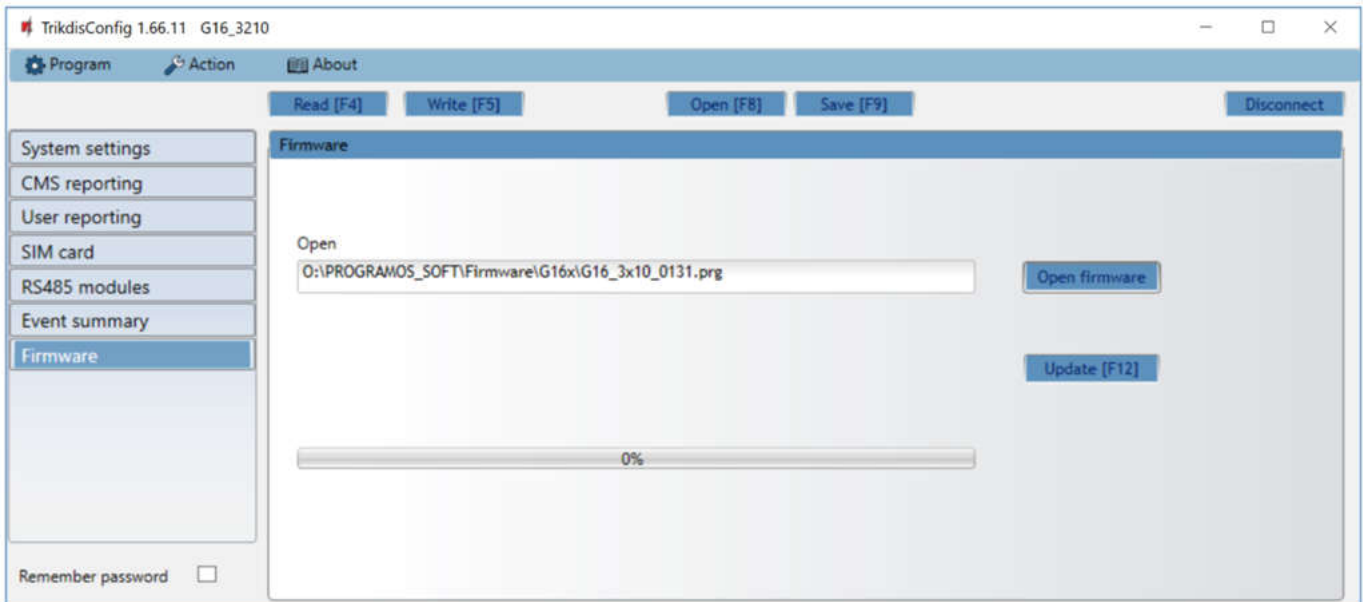 TrikdisConfig 1.66.11 G16_3210
Program Action About
Read [F4] Write [F5] Open [F8] Save [F9] Disconnect
System settings
CMS reporting
User reporting
SIM card
RS485 modules
Event summary
Firmware
Remember password
Firmware
Open
O:\PROGRAMOS_SOFT\Firmware\G16x\G16_3x10_0131.prg
Open firmware
Update [F12]
0%